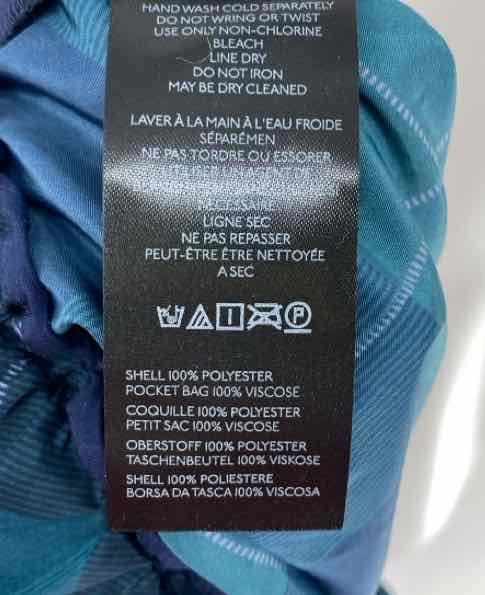 HAND WASH COLD SEPARATELY
DO NOT WRING OR TWIST
USE ONLY NON-CHLORINE
BLEACH
LINE DRY
DO NOT IRON
MAY BE DRY CLEANED
LAVER À LA MAIN À L'EAU FROIDE
SÉPARÉMEN
NE PAS TORDRE OU ESSORER
NÉCESSAIRE
LIGNE SEC
NE PAS REPASSER
PEUT-ÊTRE ÊTRE NETTOYÉE
A SEC
P
SHELL 100% POLYESTER
POCKET BAG 100% VISCOSE
COQUILLE 100% POLYESTER
PETIT SAC 100% VISCOSE
OBERSTOFF 100% POLYESTER
TASCHENBEUTEL 100% VISKOSE
SHELL 100% POLIESTERE
BORSA DA TASCA 100% VISCOSA